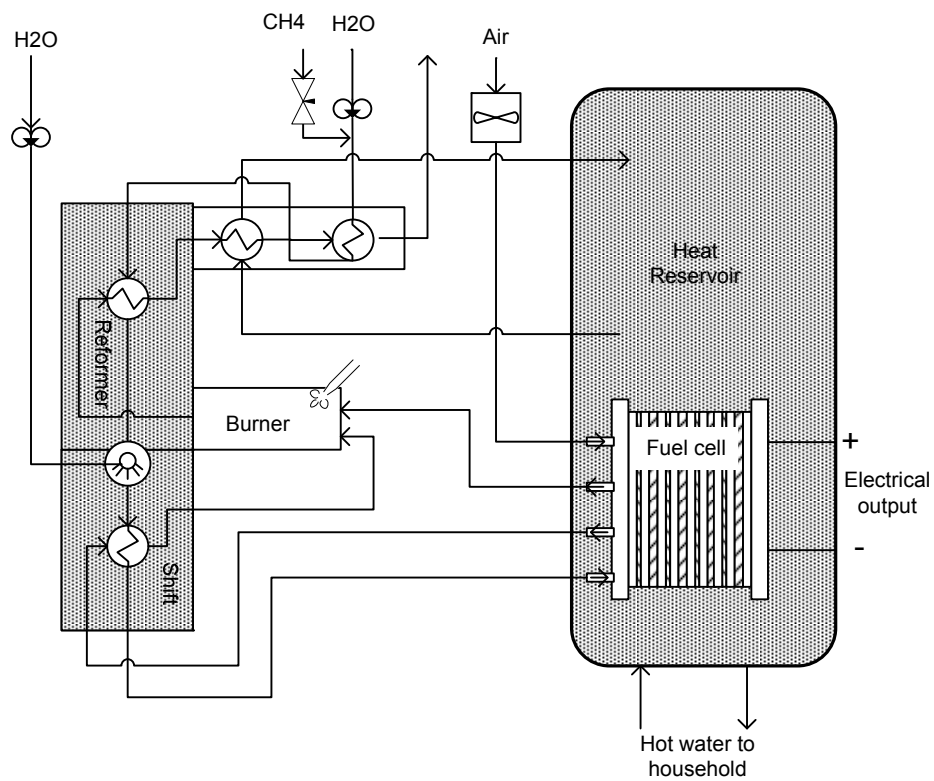 H2O
CH4
H2O
Air
Heat
Reservoir
Reformer
Burner
Fuel cell
+
Electrical
output
-
Shift
Hot water to
household